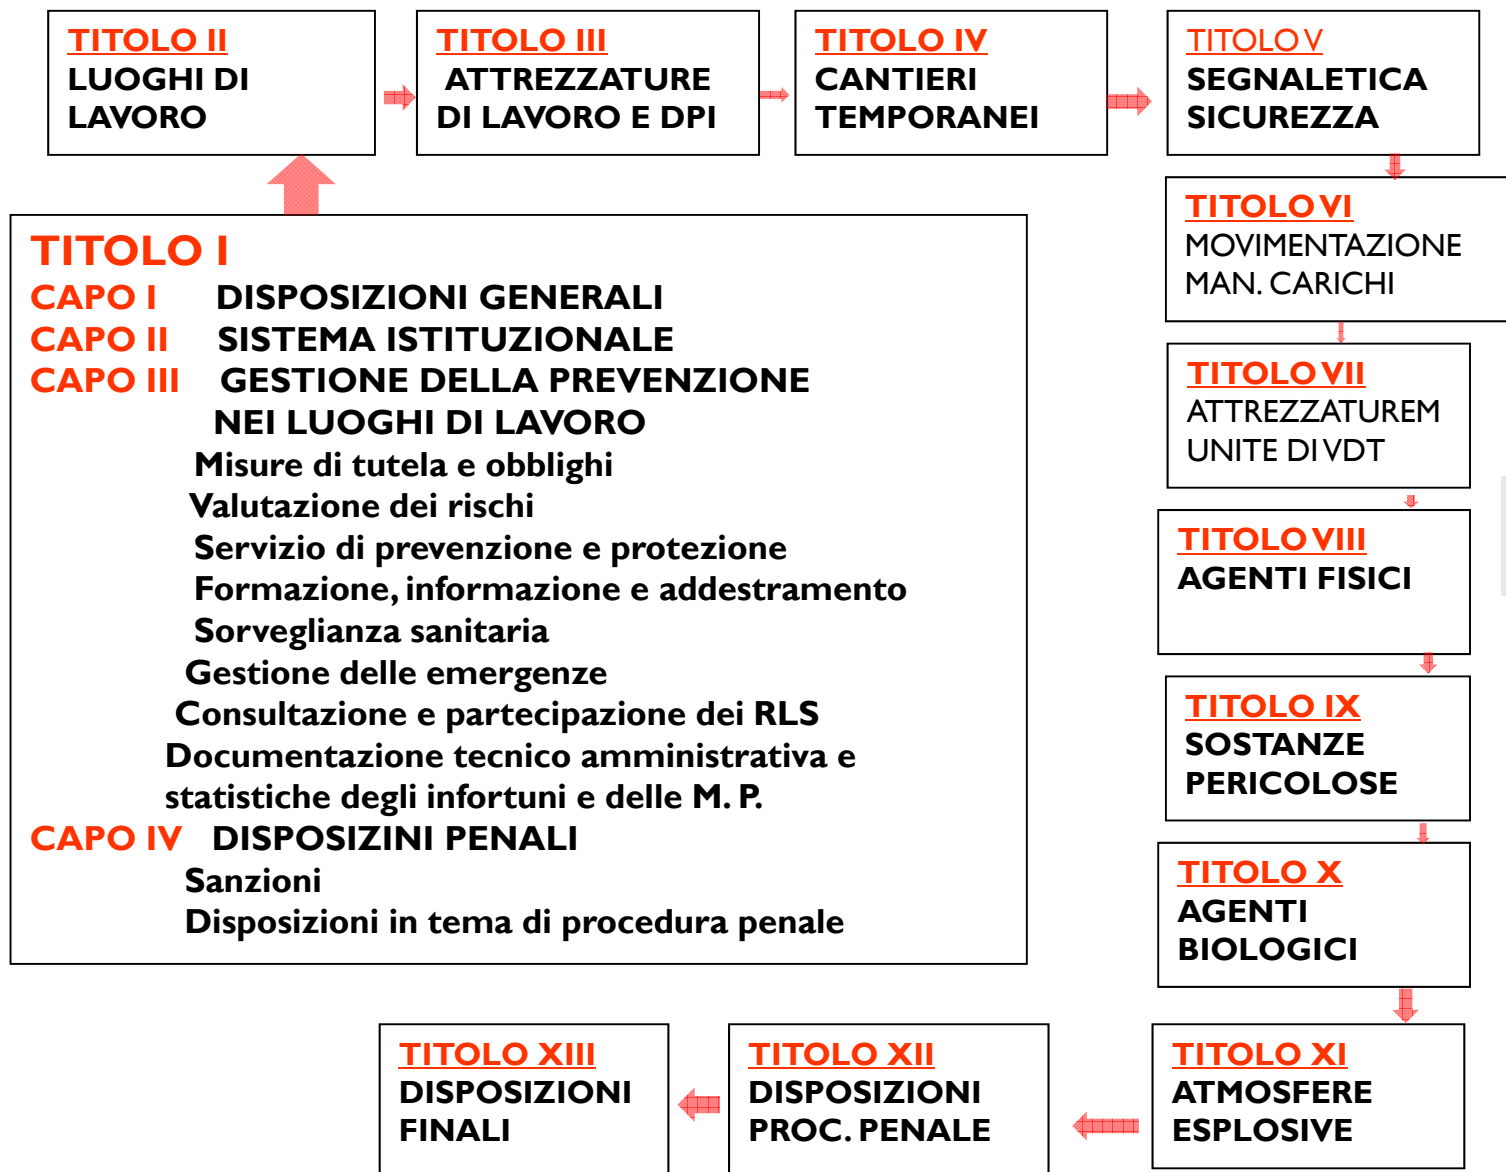 TITOLO II
LUOGHI DI
LAVORO
TITOLO III
ATTREZZATURE
DI LAVORO E DPI
TITOLO IV
CANTIERI
TEMPORANEI
TITOLO V
SEGNALETICA
SICUREZZA
TITOLO VI
MOVIMENTAZIONE
MAN. CARICHI
TITOLO VII
ATTREZZATUREM
UNITE DI VDT
TITOLO VIII
AGENTI FISICI
TITOLO IX
SOSTANZE
PERICOLOSE
TITOLO X
AGENTI
BIOLOGICI
TITOLO XI
ATMOSFERE
ESPLOSIVE
TITOLO XII
DISPOSIZIONI
PROC. PENALE
TITOLO XIII
DISPOSIZIONI
FINALI
TITOLO I
CAPO I DISPOSIZIONI GENERALI
CAPO II SISTEMA ISTITUZIONALE
CAPO III GESTIONE DELLA PREVENZIONE
NEI LUOGHI DI LAVORO
Misure di tutela e obblighi
Valutazione dei rischi
Servizio di prevenzione e protezione
Formazione, informazione e addestramento
Sorveglianza sanitaria
Gestione delle emergenze
Consultazione e partecipazione dei RLS
Documentazione tecnico amministrativa e
statistiche degli infortuni e delle M. P.
CAPO IV DISPOSIZINI PENALI
Sanzioni
Disposizioni in tema di procedura penale